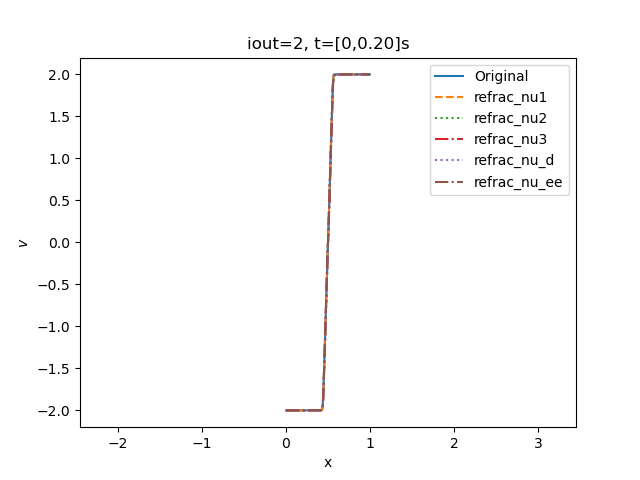 iout=2, t=[0,0.20]s
Original
refrac_nu1
refrac_nu2
refrac_nu3
refrac_nu_d
refrac_nu_ee
2.0
1.5
1.0
0.5
0.0
−0.5
−1.0
−1.5
−2.0
v
−2
−1
0
1
2
3
x